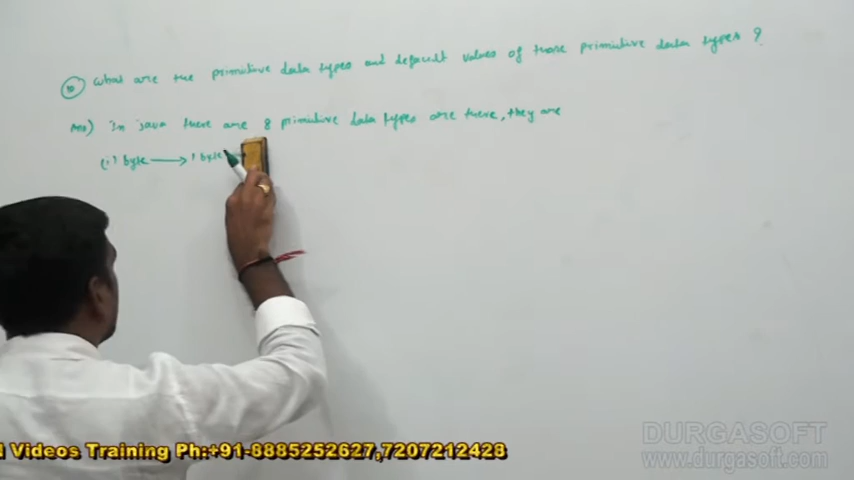 10 What are the primitive data types and default values of those primitive data types ?
Ans) In java there are 8 primitive data types are there, they are
(i) byte → 1 byte
d Videos Training Ph:+91-8885252627,7207212428
DURGASOFT
www.durgasoft.com